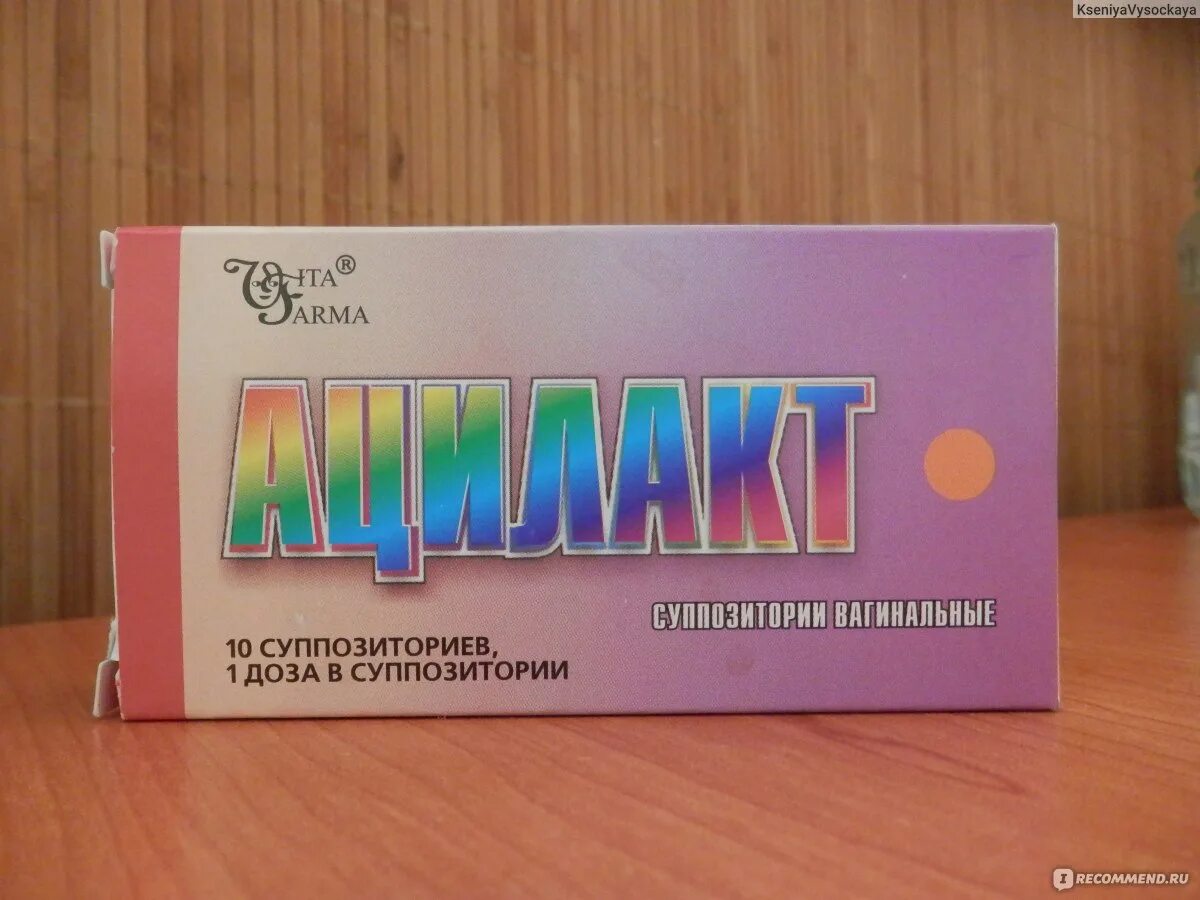 KseniyaVysockaya
VITA®
FARMA
АЦИЛАКТ
СУППОЗИТОРИИ ВАГИНАЛЬНЫЕ
10 СУППОЗИТОРИЕВ,
1 ДОЗА В СУППОЗИТОРИИ
I RECOMMEND.RU